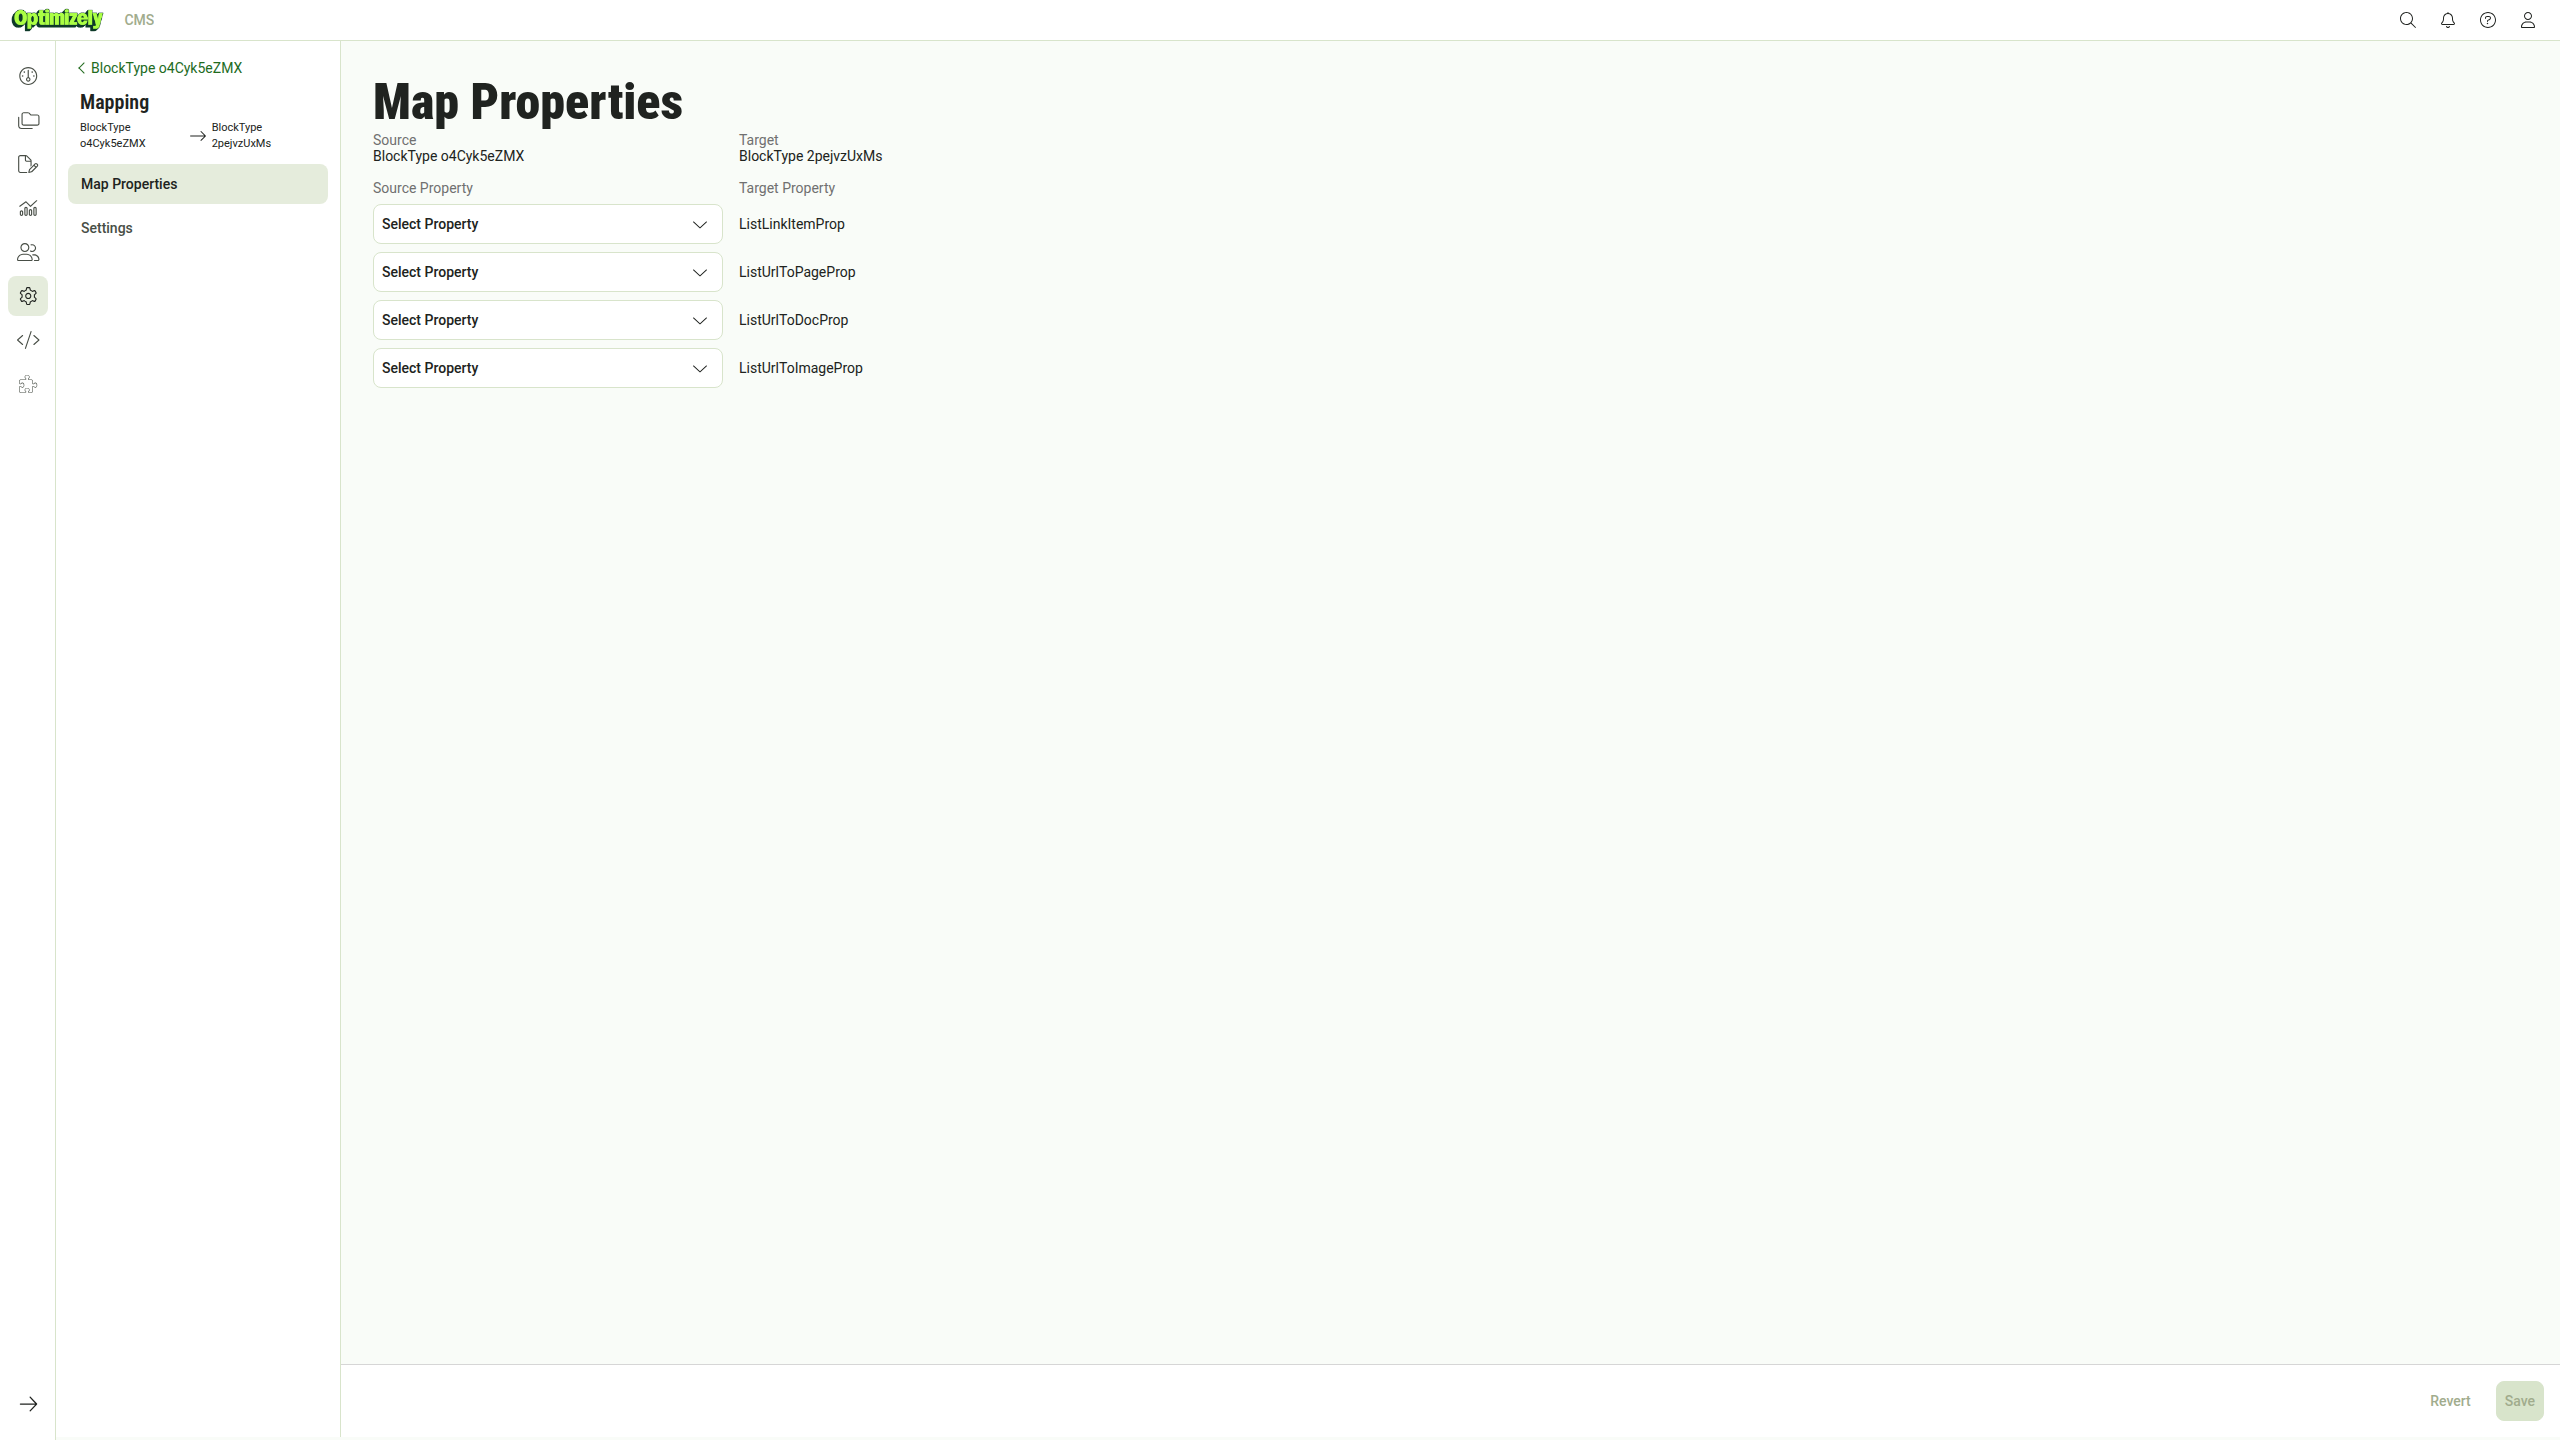 Optimizely CMS
BlockType o4Cyk5eZMX
Mapping
BlockType
o4Cyk5eZMX
BlockType
2pejvzUxMs
Map Properties
Settings
Map Properties
Source
BlockType o4Cyk5eZMX
Target
BlockType 2pejvzUxMs
Source Property Target Property
Select Property ListLinkItemProp
Select Property ListUrlToPageProp
Select Property ListUrlToDocProp
Select Property ListUrlToImageProp
Revert Save